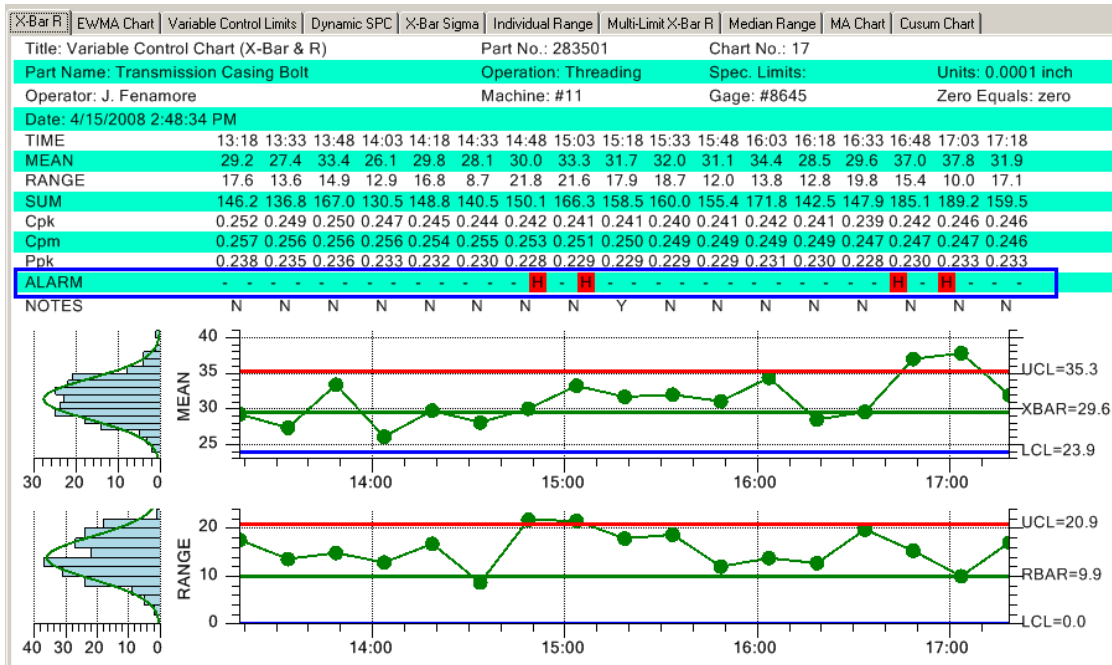 X-Bar R EWMA Chart Variable Control Limits Dynamic SPC X-Bar Sigma Individual Range Multi-Limit X-Bar R Median Range MA Chart Cusum Chart
Title: Variable Control Chart (X-Bar & R) Part No.: 283501 Chart No.: 17
Part Name: Transmission Casing Bolt Operation: Threading Spec. Limits: Units: 0.0001 inch
Operator: J. Fenamore Machine: #11 Gage: #8645 Zero Equals: zero
Date: 4/15/2008 2:48:34 PM
TIME 13:18 13:33 13:48 14:03 14:18 14:33 14:48 15:03 15:18 15:33 15:48 16:03 16:18 16:33 16:48 17:03 17:18
MEAN 29.2 27.4 33.4 26.1 29.8 28.1 30.0 33.3 31.7 32.0 31.1 34.4 28.5 29.6 37.0 37.8 31.9
RANGE 17.6 13.6 14.9 12.9 16.8 8.7 21.8 21.6 17.9 18.7 12.0 13.8 12.8 19.8 15.4 10.0 17.1
SUM 146.2 136.8 167.0 130.5 148.8 140.5 150.1 166.3 158.5 160.0 155.4 171.8 142.5 147.9 185.1 189.2 159.5
Cpk 0.252 0.249 0.250 0.247 0.245 0.244 0.242 0.241 0.241 0.240 0.241 0.242 0.241 0.239 0.242 0.246 0.246
Cpm 0.257 0.256 0.256 0.256 0.254 0.255 0.253 0.251 0.250 0.249 0.249 0.249 0.249 0.247 0.247 0.247 0.246
Ppk 0.238 0.235 0.236 0.233 0.232 0.230 0.228 0.229 0.229 0.229 0.229 0.231 0.230 0.228 0.230 0.233 0.233
ALARM - - - - - - - - - - - - - H - H - - - - - - - - - - - - H - H - - -
NOTES N N N N N N N N Y N N N N N N N N
40
35
30
25
MEAN
UCL=35.3
XBAR=29.6
LCL=23.9
30 20 10 0
14:00 15:00 16:00 17:00
20
10
0
RANGE
UCL=20.9
RBAR=9.9
LCL=0.0
40 30 20 10 0
14:00 15:00 16:00 17:00